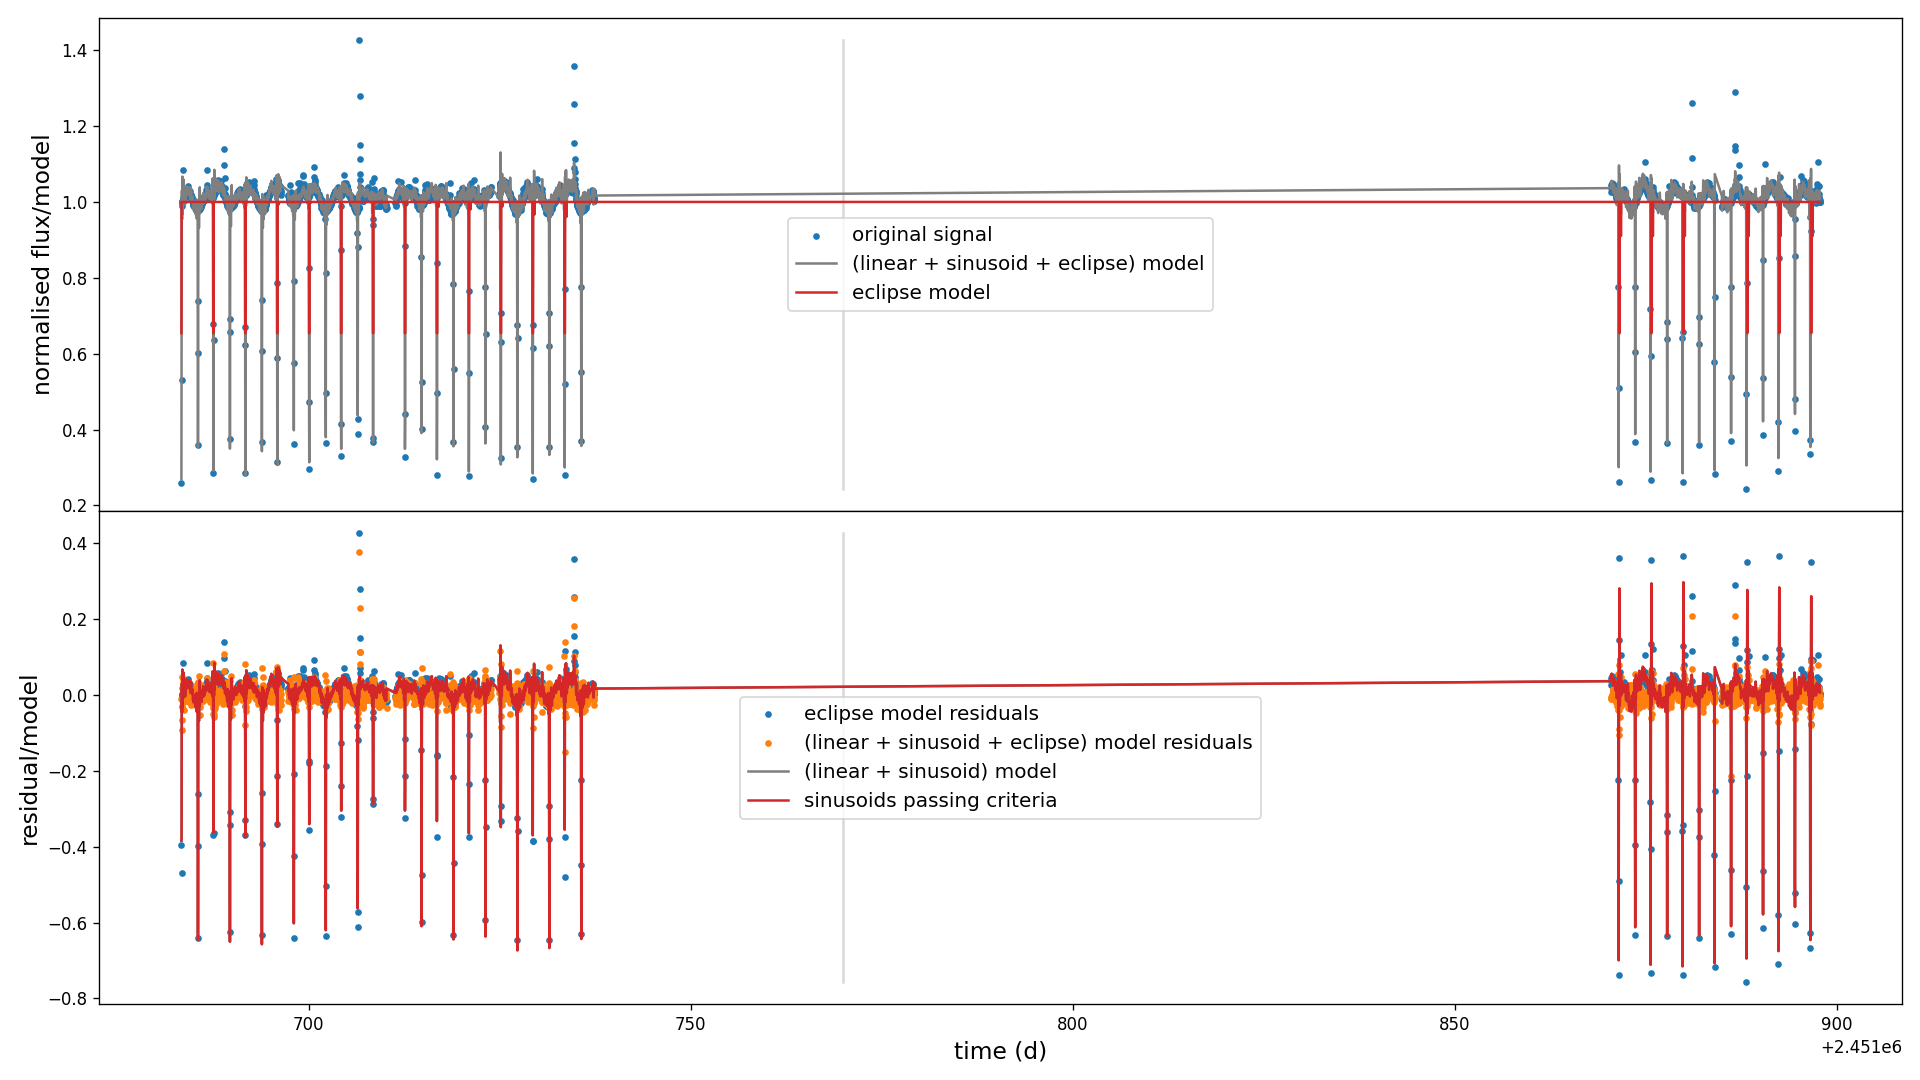 normalised flux/model
1.4
1.2
1.0
0.8
0.6
0.4
0.2
original signal
(linear + sinusoid + eclipse) model
eclipse model
residual/model
0.4
0.2
0.0
−0.2
−0.4
−0.6
−0.8
eclipse model residuals
(linear + sinusoid + eclipse) model residuals
(linear + sinusoid) model
sinusoids passing criteria
700 750 800 850 900
time (d)
+2.451e6